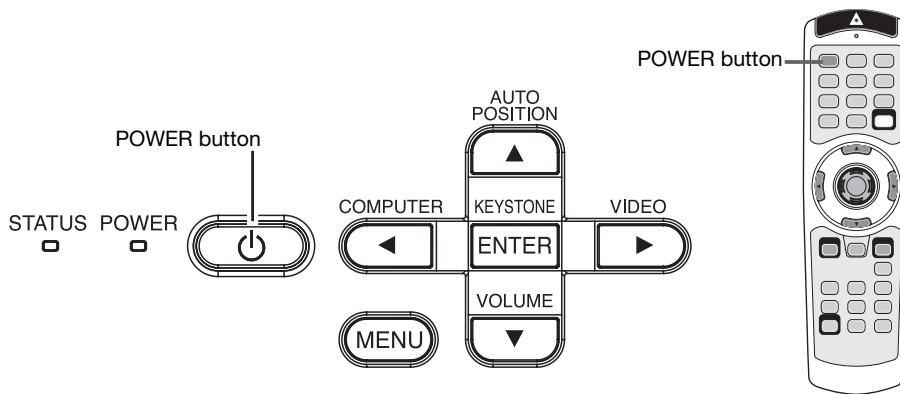 POWER button
AUTO
POSITION
POWER button
COMPUTER
KEYSTONE
VIDEO
STATUS
POWER
ENTER
VOLUME
MENU